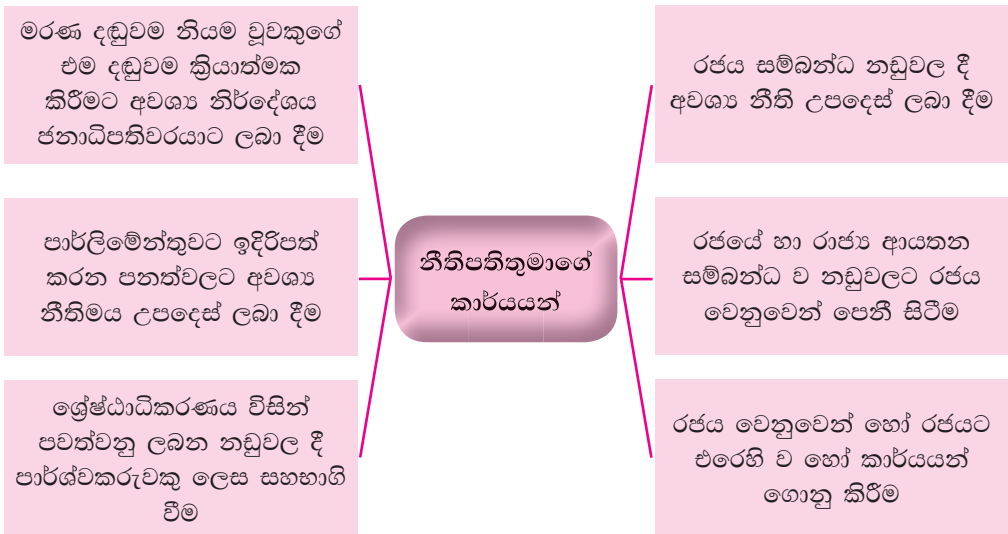 මරණ දඬුවම නියම වූවකුගේ
එම දඬුවම ක්‍රියාත්මක
කිරීමට අවශ්‍ය නිර්දේශය
ජනාධිපතිවරයාට ලබා දීම
පාර්ලිමේන්තුවට ඉදිරිපත්
කරන පනත්වලට අවශ්‍ය
නීතිමය උපදෙස් ලබා දීම
ශ්‍රේෂ්ඨාධිකරණය විසින්
පවත්වනු ලබන නඩුවල දී
පාර්ශ්වකරුවකු ලෙස සහභාගි
වීම
නීතිපතිතුමාගේ
කාර්යයන්
රජය සම්බන්ධ නඩුවල දී
අවශ්‍ය නීති උපදෙස් ලබා දීම
රජයේ හා රාජ්‍ය ආයතන
සම්බන්ධ ව නඩුවලට රජය
වෙනුවෙන් පෙනී සිටීම
රජය වෙනුවෙන් හෝ රජයට
එරෙහි ව හෝ කාර්යයන්
ගොනු කිරීම